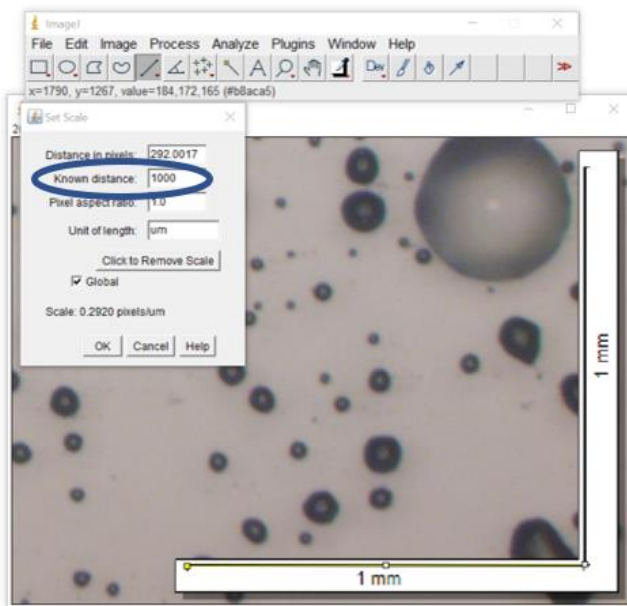 ImageJ
File Edit Image Process Analyze Plugins Window Help
A Dev
x=1790, y=1267, value=184,172,165 (#b8aca5)
Set Scale
Distance in pixels: 292.0017
Known distance: 1000
Pixel aspect ratio: 1.0
Unit of length: um
Click to Remove Scale
Global
Scale: 0.2920 pixels/um
OK Cancel Help
1 mm
1 mm